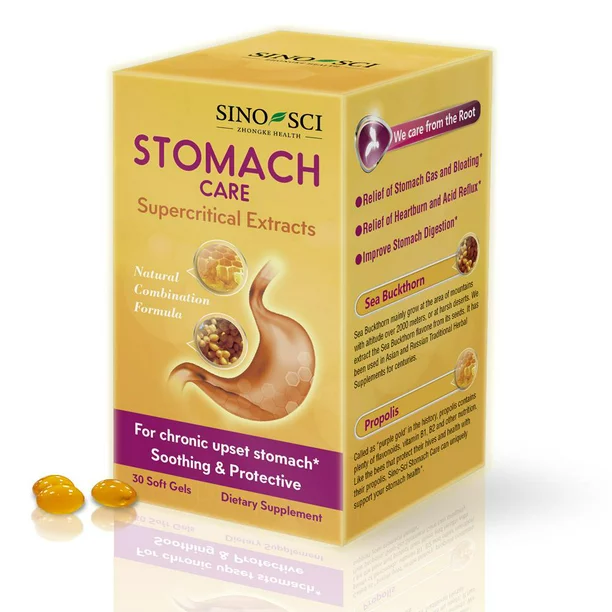 SINO SCI
SINO SCI
ZHONGKE HEALTH
STOMACH
CARE
Supercritical Extracts
Natural
Combination
Formula
For chronic upset stomach*
Soothing & Protective
30 Soft Gels Dietary Supplement
We care from the Root
●Relief of Stomach Gas and Bloating*
●Relief of Heartburn and Acid Reflux*
●Improve Stomach Digestion*
Sea Buckthorn
Sea Buckthorn mainly grow at the area of mountains
with altitude over 2000 meters, or at harsh deserts. We
extract the Sea Buckthorn flavone from its seeds. It has
been used in Asian and Russian Traditional Herbal
Supplements for centuries.
Propolis
Called as "purple gold" in the history, propolis contains
plenty of flavonoids, vitamin B1, B2 and other nutrition.
Like the bees that protect their hives and health with
their propolis, Sino-Sci Stomach Care can uniquely
support your stomach health*.